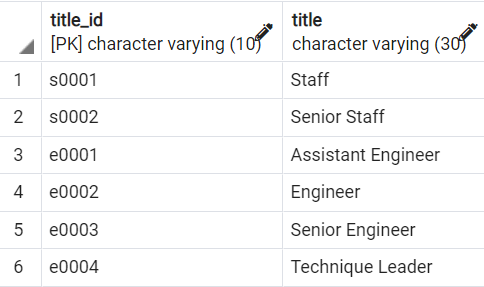 title_id title
[PK] character varying (10) character varying (30)
1 s0001 Staff
2 s0002 Senior Staff
3 e0001 Assistant Engineer
4 e0002 Engineer
5 e0003 Senior Engineer
6 e0004 Technique Leader